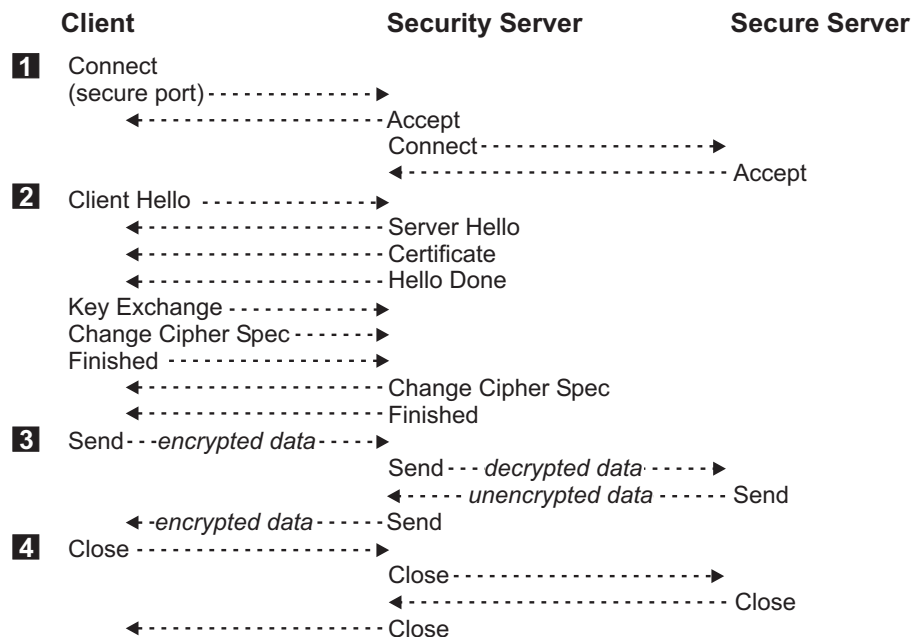 Client Security Server Secure Server
1 Connect
(secure port)
Accept
Connect
Accept
2 Client Hello
Server Hello
Certificate
Hello Done
Key Exchange
Change Cipher Spec
Finished
Change Cipher Spec
Finished
3 Send encrypted data
Send decrypted data
unencrypted data Send
encrypted data Send
4 Close
Close
Close
Close